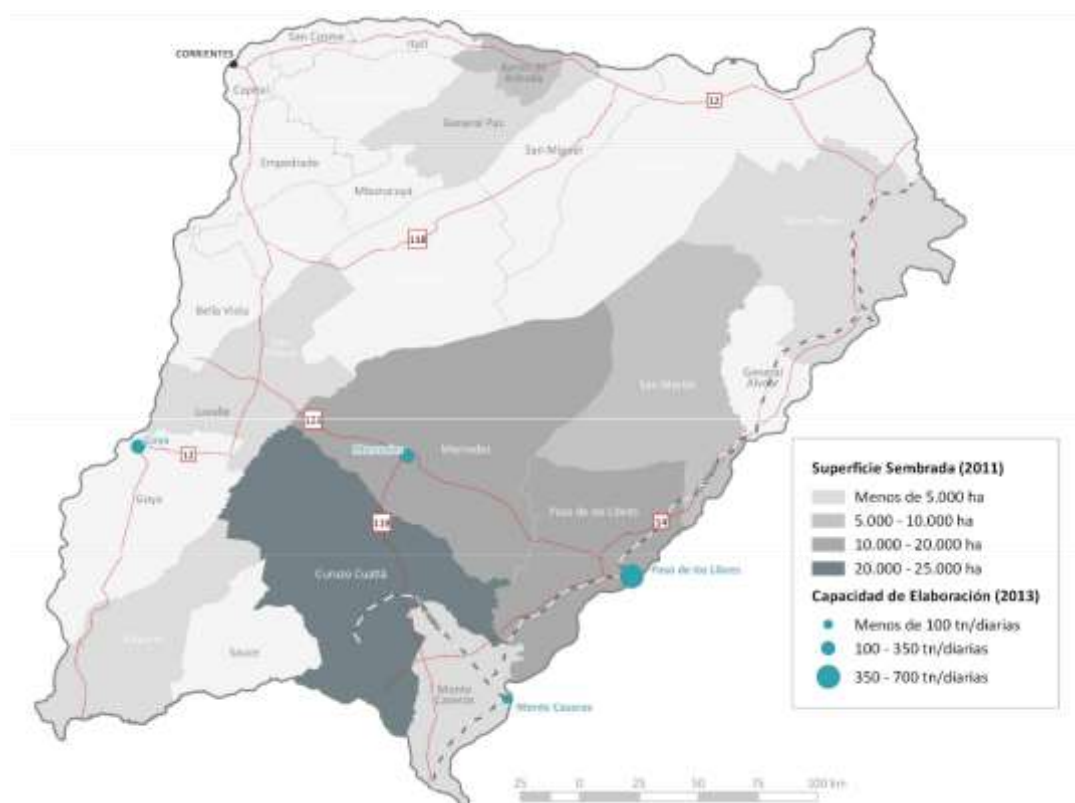 San Cosme
Itatí
CORRIENTES
Capital
12
General Paz
San Miguel
Empedrado
Mburucuyá
118
Bella Vista
San Martín
General
Alvear
Lavalle
123
Goya
12
Mercedes
Mercedes
Goya
Paso de los Libres
14
119
Curuzú Cuatiá
Paso de los Libres
Sauce
Monte
Caseros
Monte Caseros
Superficie Sembrada (2011)
Menos de 5.000 ha
5.000 - 10.000 ha
10.000 - 20.000 ha
20.000 - 25.000 ha
Capacidad de Elaboración (2013)
Menos de 100 tn/diarias
100 - 350 tn/diarias
350 - 700 tn/diarias
25 0 25 50 75 100 km